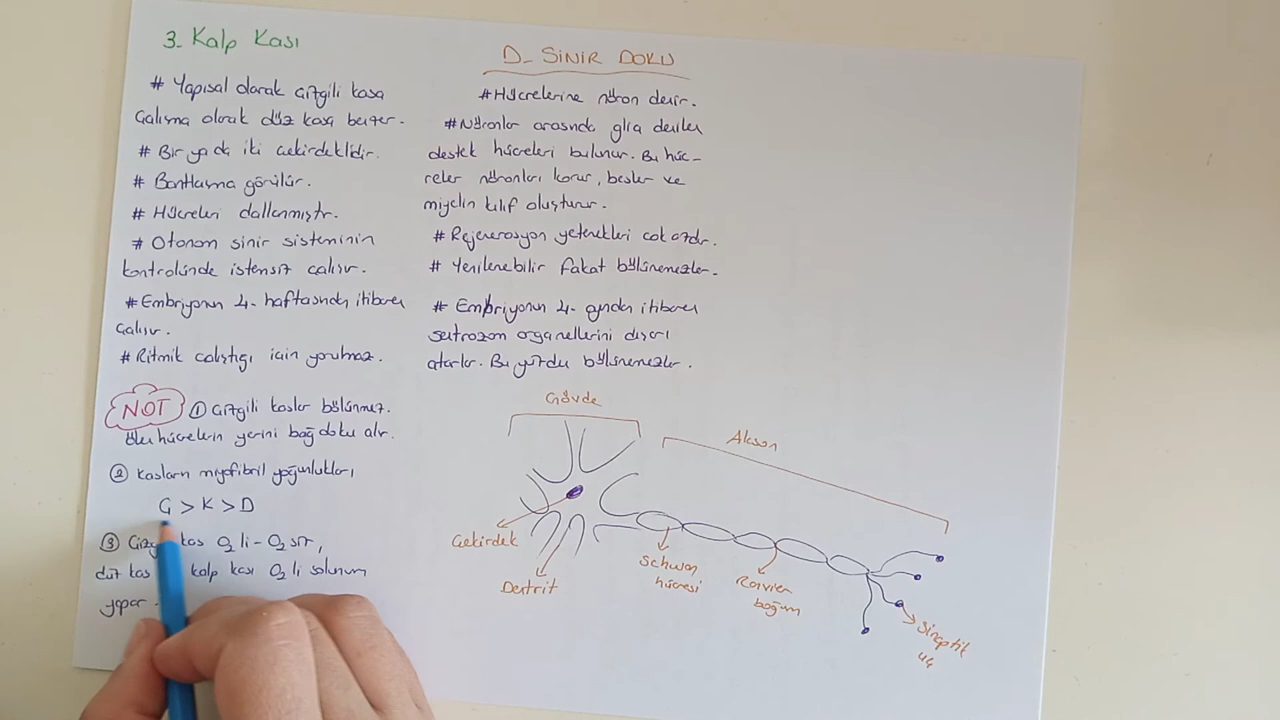 3- Kalp Kası
# Yapısal olarak çizgili kasa
çalışma olarak düz kasa benzer.
# Bir ya da iki çekirdeklidir.
# Bantlaşma görülür.
# Hücreleri dallanmıştır.
# Otonom sinir sisteminin
kontrolünde istemsiz çalışır.
# Embriyonun 4. haftasından itibaren
çalışır.
# Ritmik çalıştığı için yorulmaz.
NOT ① Çizgili kaslar bölünmez.
Ölen hücrelerin yerini bağ doku alır.
② Kasların miyofibril yoğunlukları
Ç > K > D
③ kas O2 li - O2 siz,
düz kas kalp kası O2 li solunum
yapar.
D- SİNİR DOKU
# Hücrelerine nöron denir.
# Nöronlar arasında glia denilen
destek hücreleri bulunur. Bu hüc-
reler nöronları korur, besler ve
miyelin kılıf oluşturur.
# Rejenerasyon yetenekleri çok azdır.
# Yenilenebilir fakat bölünemezler.
# Embriyonun 4. ayından itibaren
sentrozom organellerini dışarı
atarlar. Bu yüzden bölünemezler.
Gövde
Akson
Çekirdek
Dentrit
Schwan
hücresi
Ranvier
boğum
Sinaptik
uç